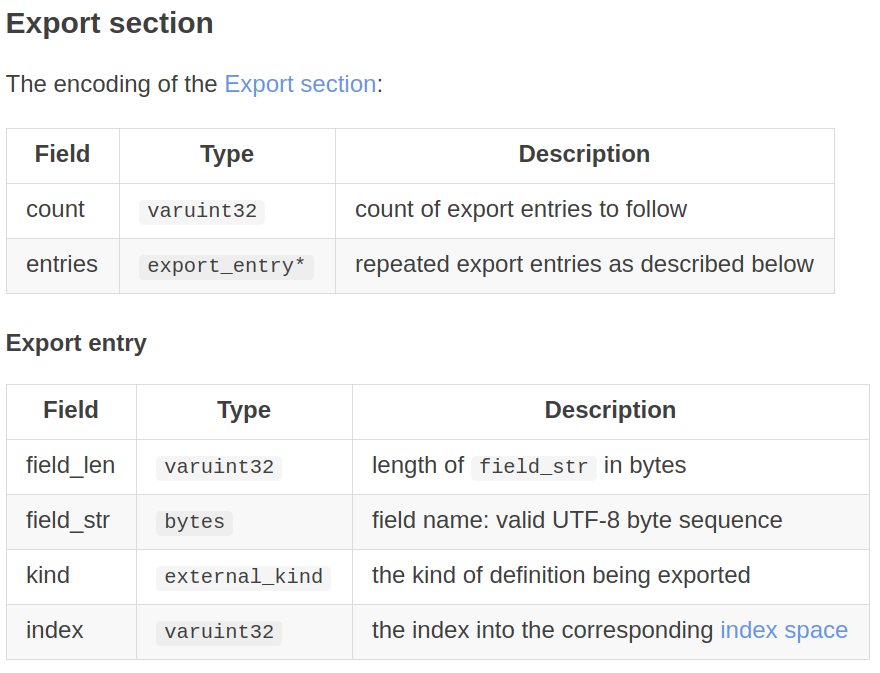 Export section
The encoding of the Export section:
Field Type Description
count varuint32 count of export entries to follow
entries export_entry* repeated export entries as described below
Export entry
Field Type Description
field_len varuint32 length of field_str in bytes
field_str bytes field name: valid UTF-8 byte sequence
kind external_kind the kind of definition being exported
index varuint32 the index into the corresponding index space